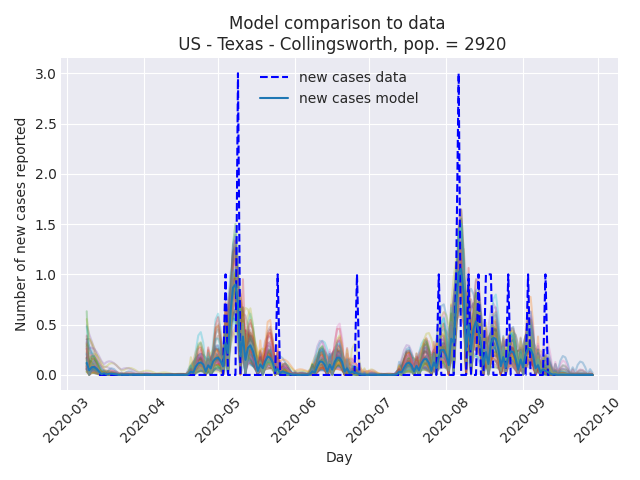 Model comparison to data
US - Texas - Collingsworth, pop. = 2920
new cases data
new cases model
Number of new cases reported
3.0
2.5
2.0
1.5
1.0
0.5
0.0
2020-03
2020-04
2020-05
2020-06
2020-07
2020-08
2020-09
2020-10
Day